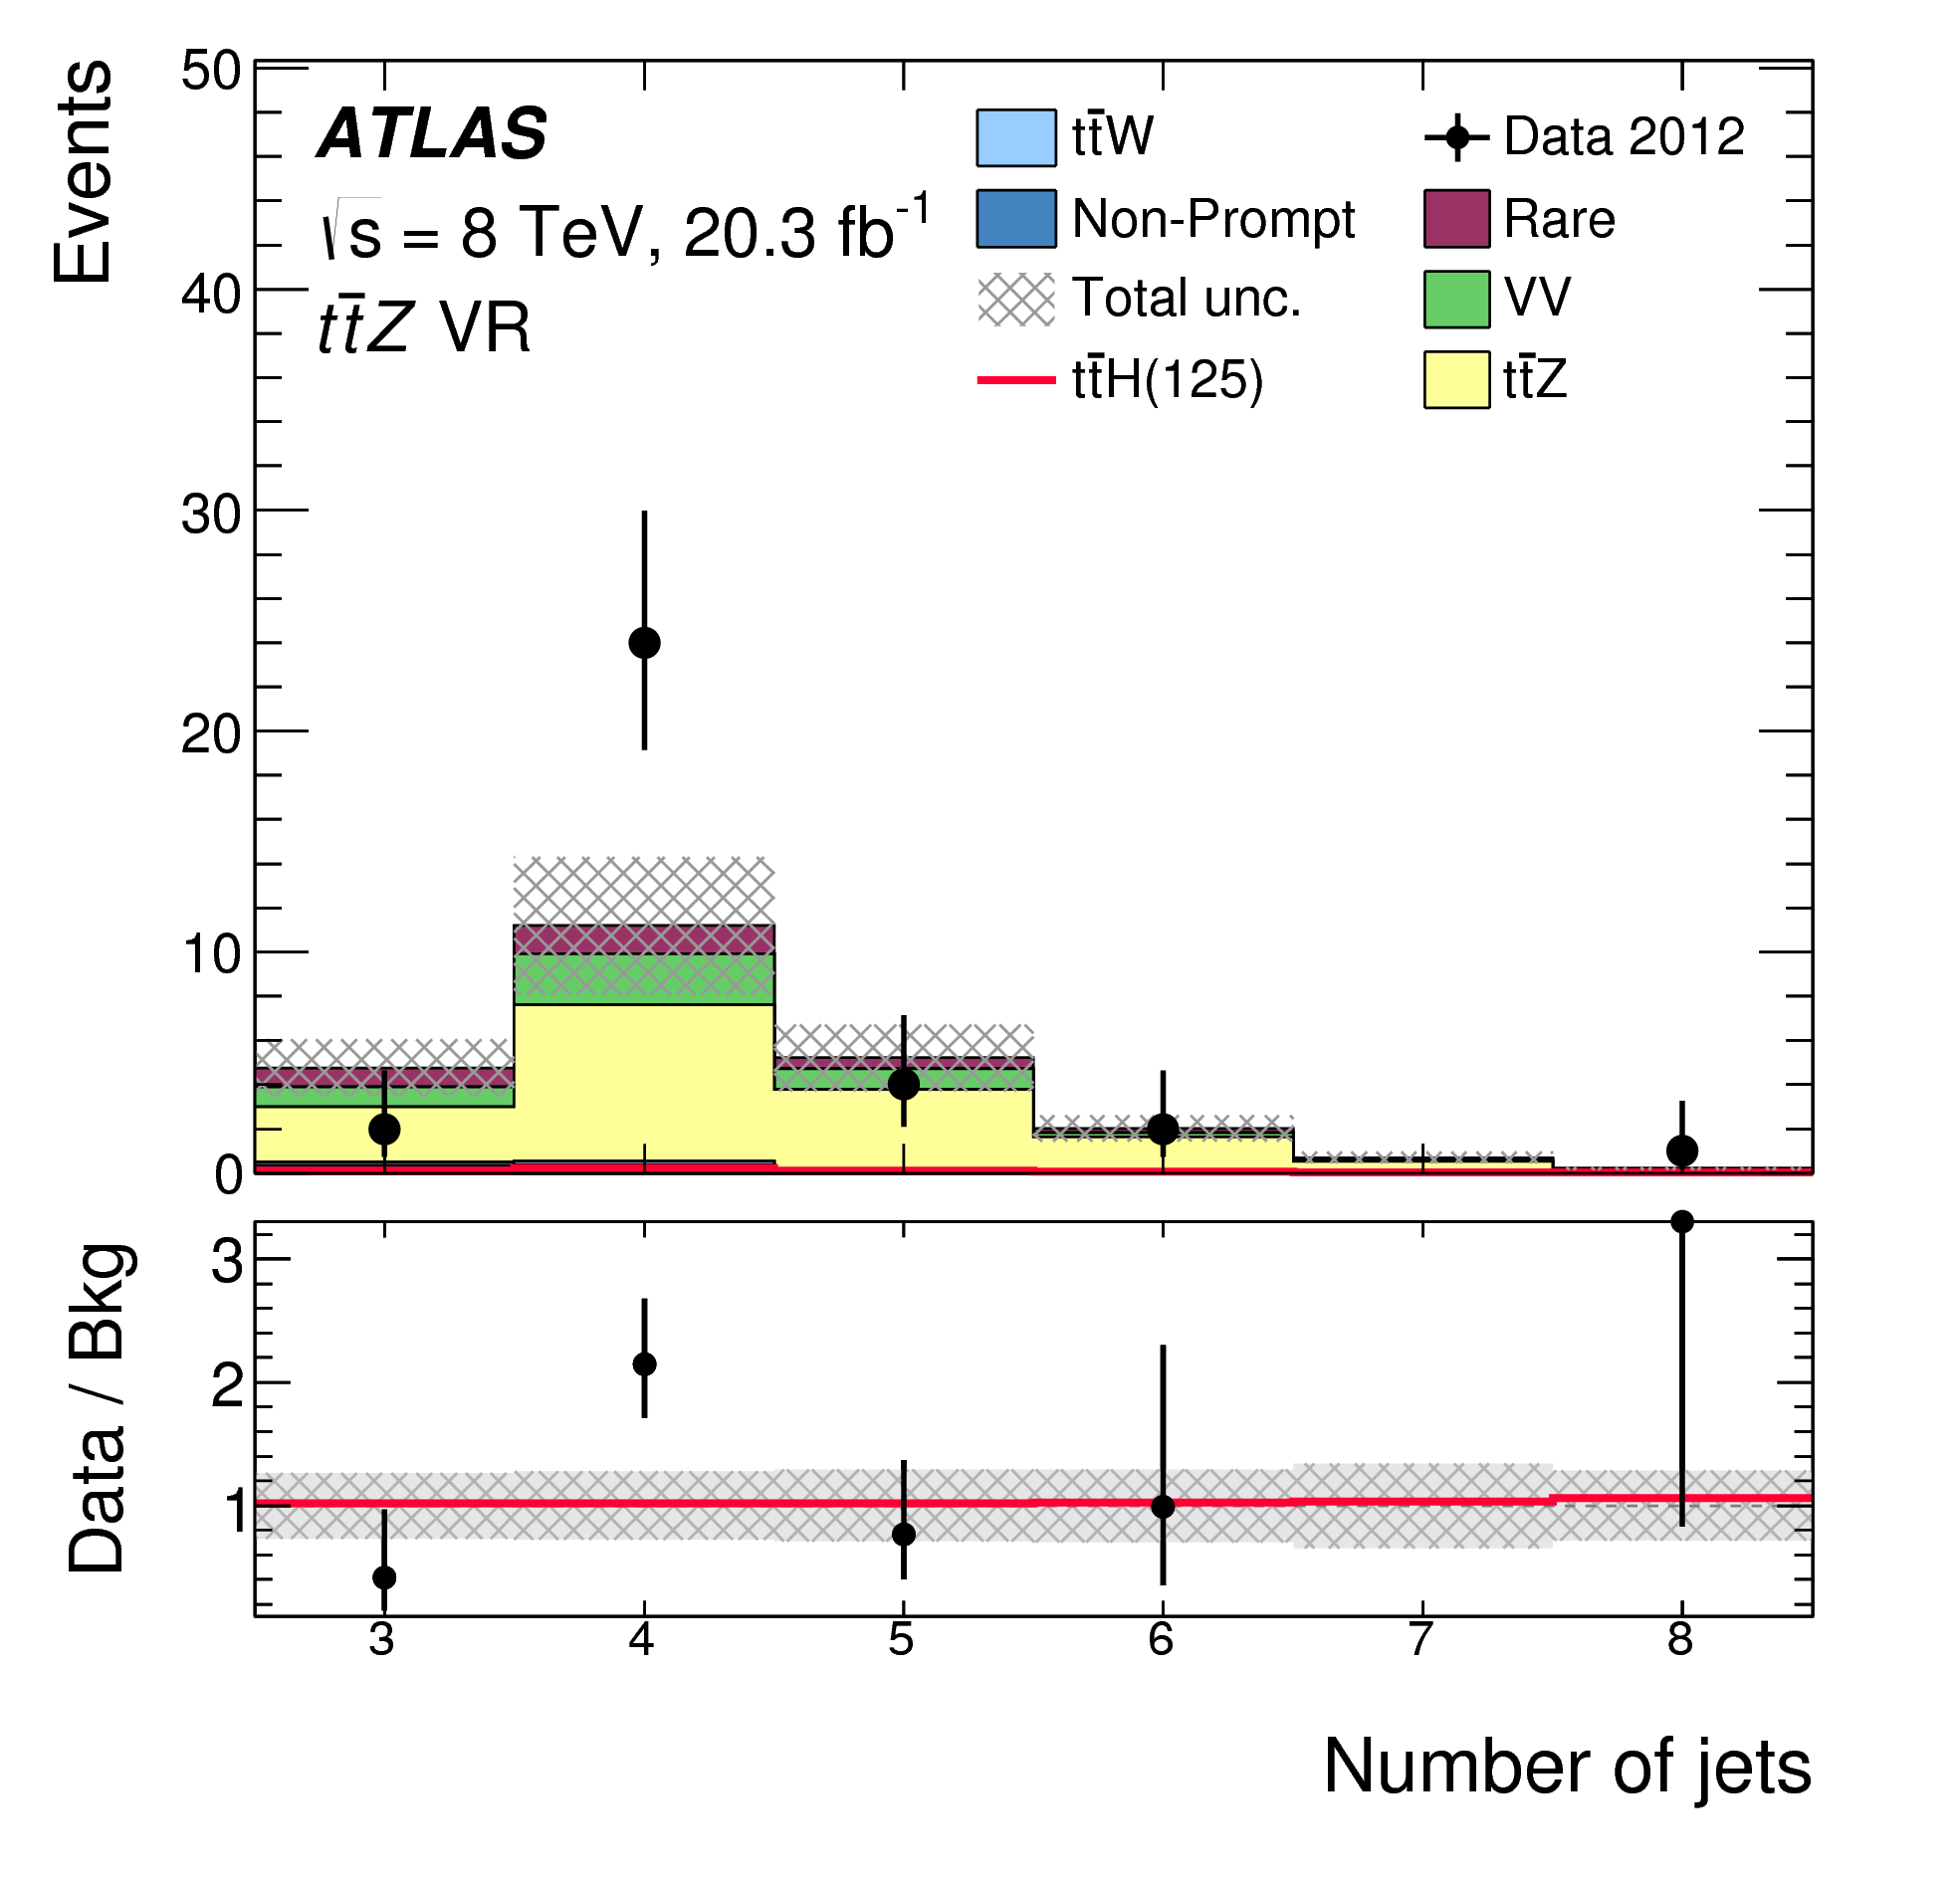 Events
50
40
30
20
10
0
ATLAS
√s = 8 TeV, 20.3 fb⁻¹
tt̄Z VR
tt̄W
Non-Prompt
Total unc.
tt̄H(125)
Data 2012
Rare
VV
tt̄Z
Data / Bkg
3
2
1
3 4 5 6 7 8
Number of jets